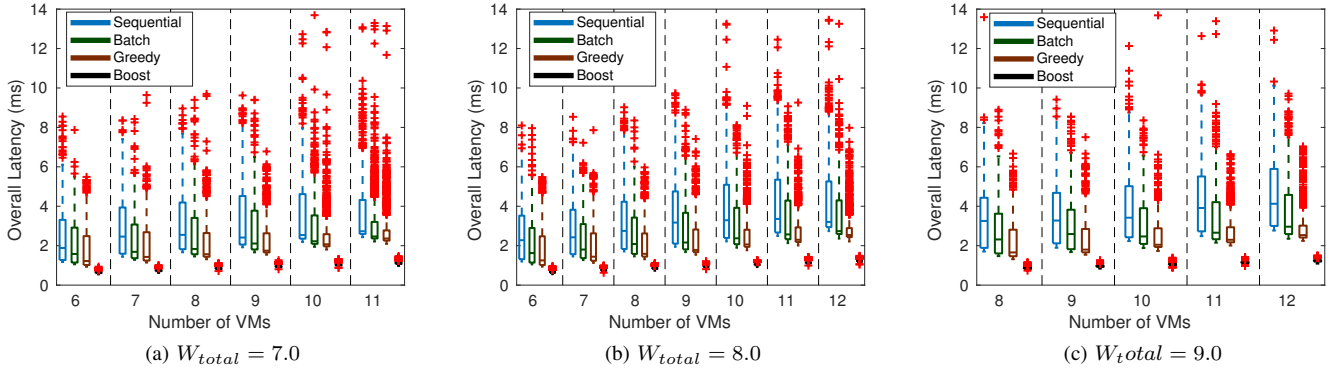 14
12
10
8
6
4
2
0
Overall Latency (ms)
Sequential
Batch
Greedy
Boost
6 7 8 9 10 11
Number of VMs
(a) W_{total} = 7.0
14
12
10
8
6
4
2
0
Overall Latency (ms)
Sequential
Batch
Greedy
Boost
6 7 8 9 10 11 12
Number of VMs
(b) W_{total} = 8.0
14
12
10
8
6
4
2
0
Overall Latency (ms)
Sequential
Batch
Greedy
Boost
8 9 10 11 12
Number of VMs
(c) W_total = 9.0